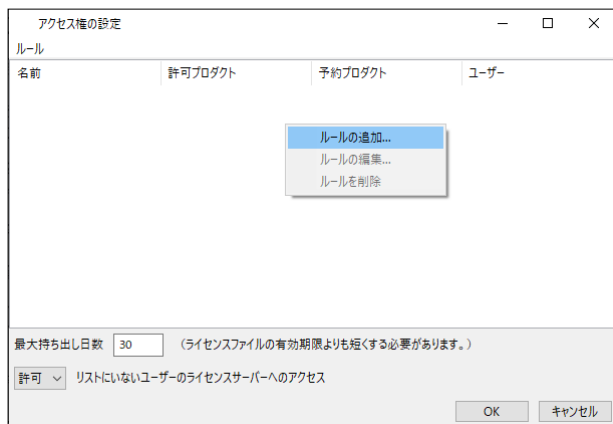 アクセス権の設定
ルール
名前 許可プロダクト 予約プロダクト ユーザー
ルールの追加...
ルールの編集...
ルールを削除
最大持ち出し日数 30 (ライセンスファイルの有効期限よりも短くする必要があります。)
許可 リストにいないユーザーのライセンスサーバーへのアクセス
OK キャンセル